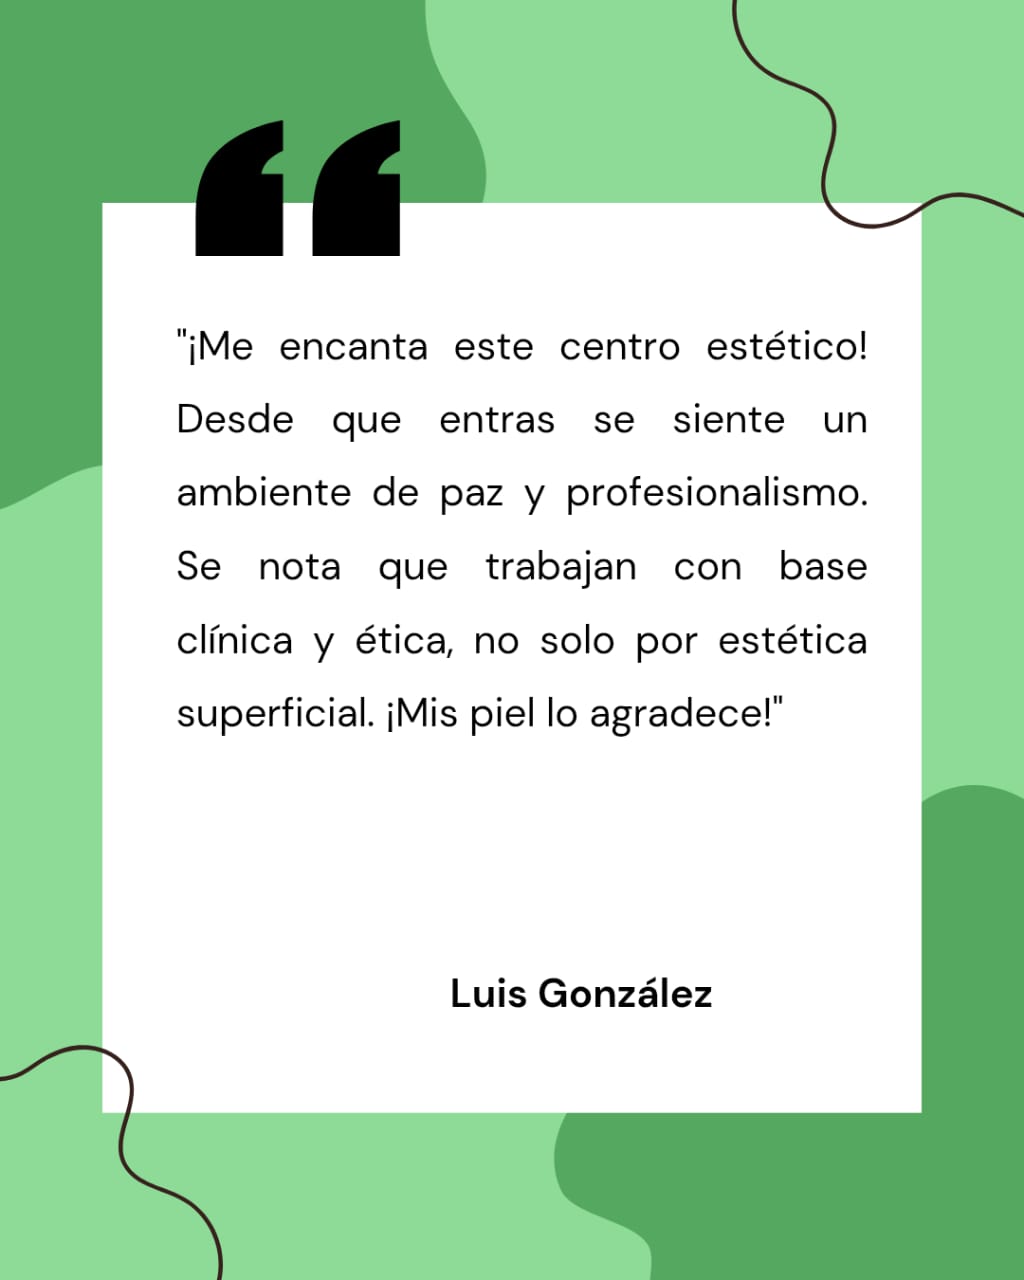 "¡Me encanta este centro estético!
Desde que entras se siente un
ambiente de paz y profesionalismo.
Se nota que trabajan con base
clínica y ética, no solo por estética
superficial. ¡Mis piel lo agradece!"
Luis González